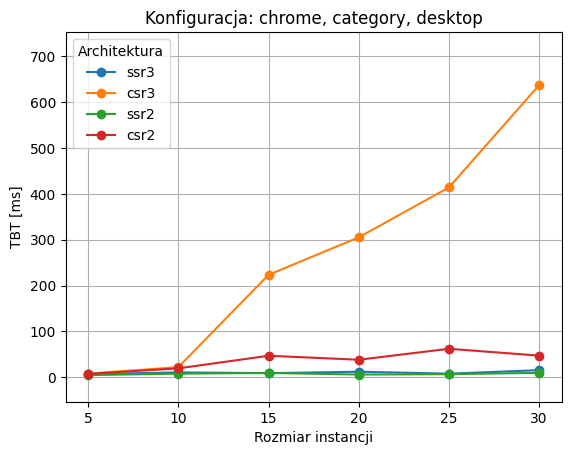 Konfiguracja: chrome, category, desktop
Architektura
ssr3
csr3
ssr2
csr2
TBT [ms]
700
600
500
400
300
200
100
0
5 10 15 20 25 30
Rozmiar instancji